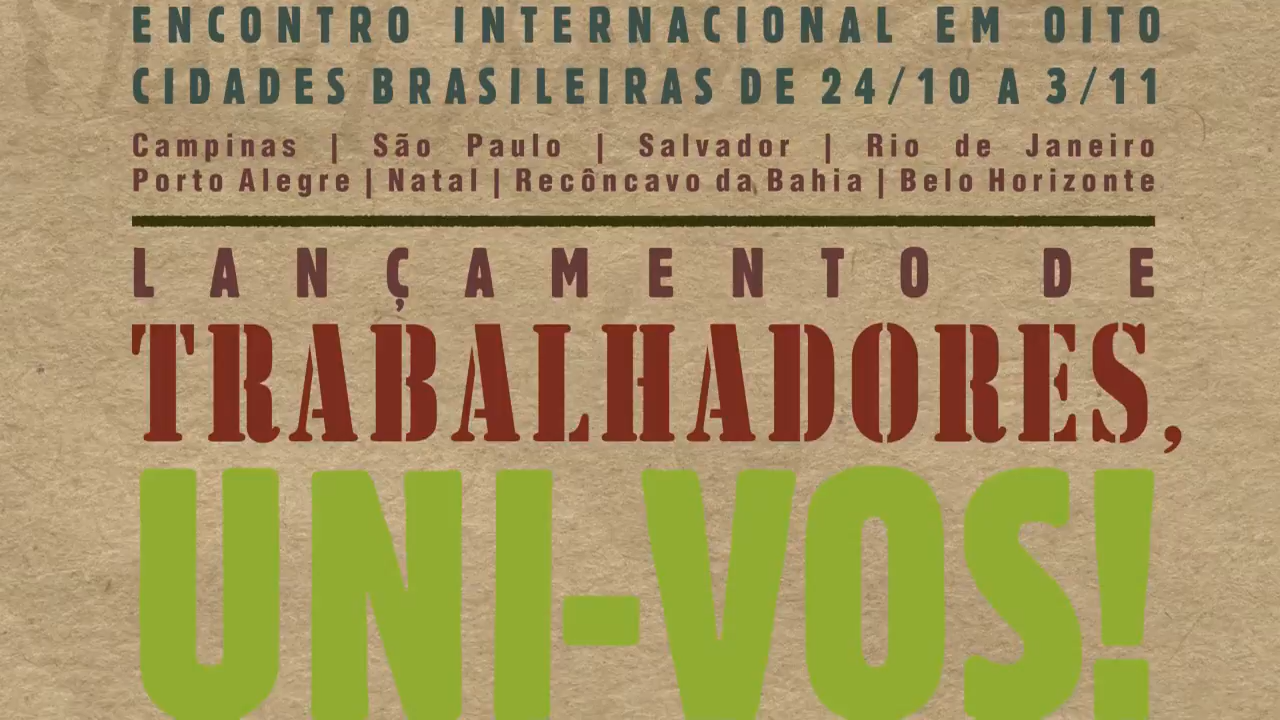 ENCONTRO INTERNACIONAL EM OITO
CIDADES BRASILEIRAS DE 24/10 A 3/11
Campinas | São Paulo | Salvador | Rio de Janeiro
Porto Alegre | Natal | Recôncavo da Bahia | Belo Horizonte
LANÇAMENTO DE
TRABALHADORES,
UNI-VOS!